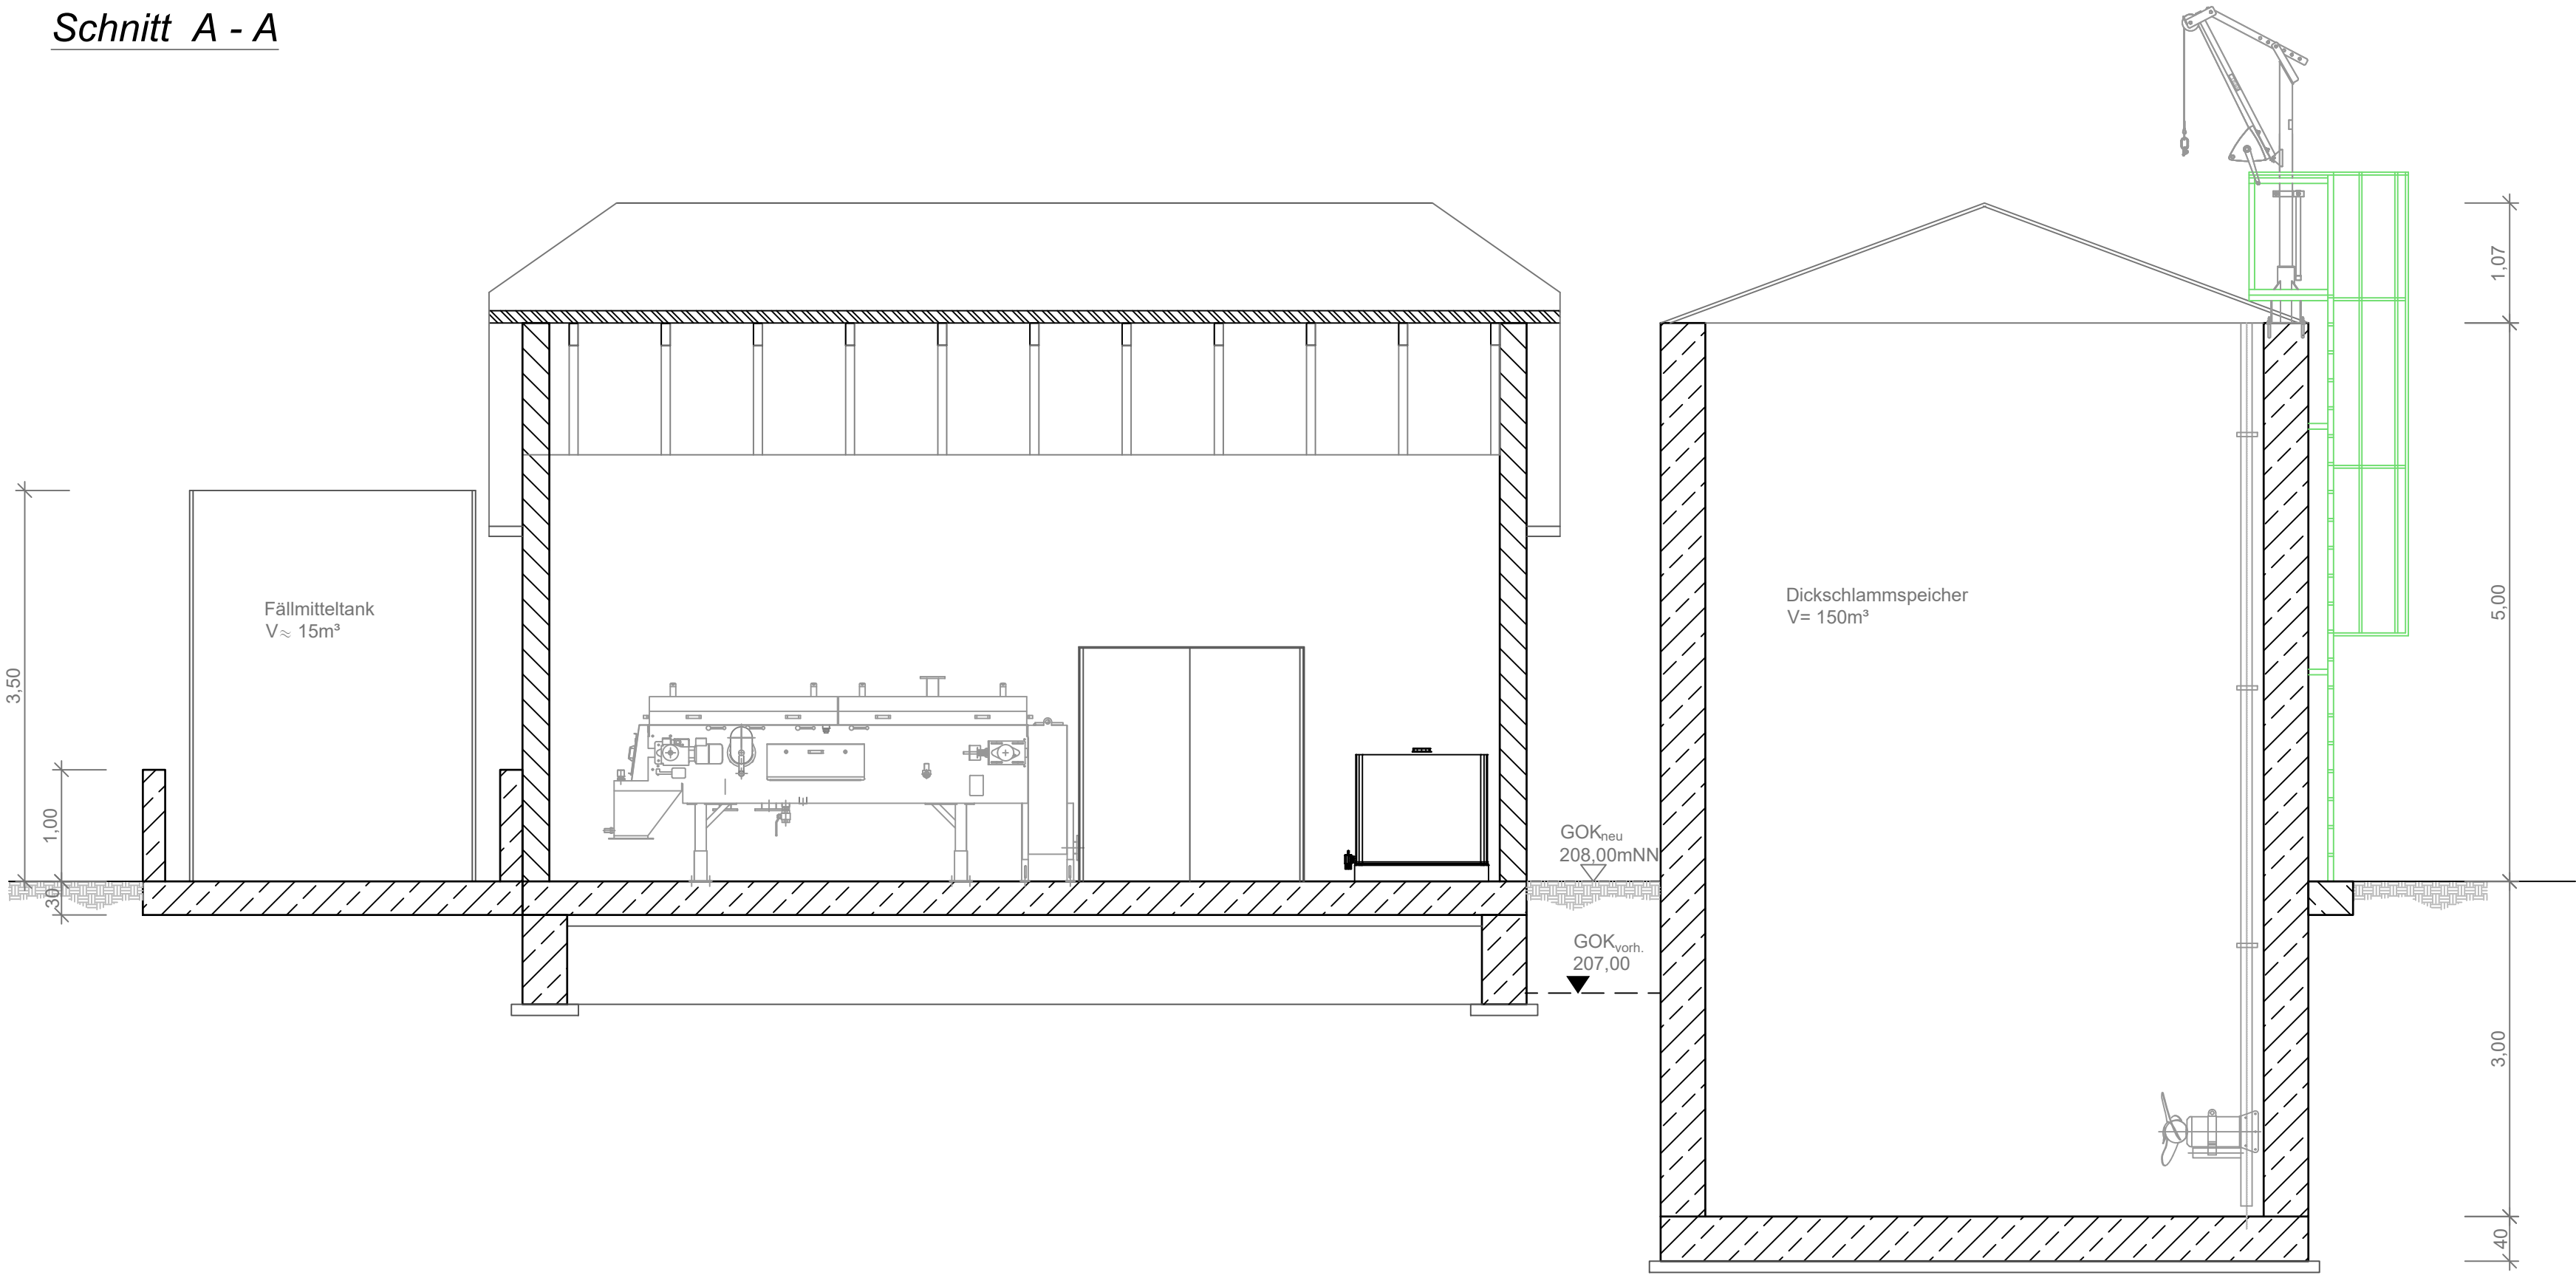 Schnitt A - A
1,07
Fällmitteltank
V≈ 15m³
Dickschlammspeicher
V= 150m³
5,00
3,50
1,00
30
GOKneu
208,00mNN
GOKvorh.
207,00
3,00
40